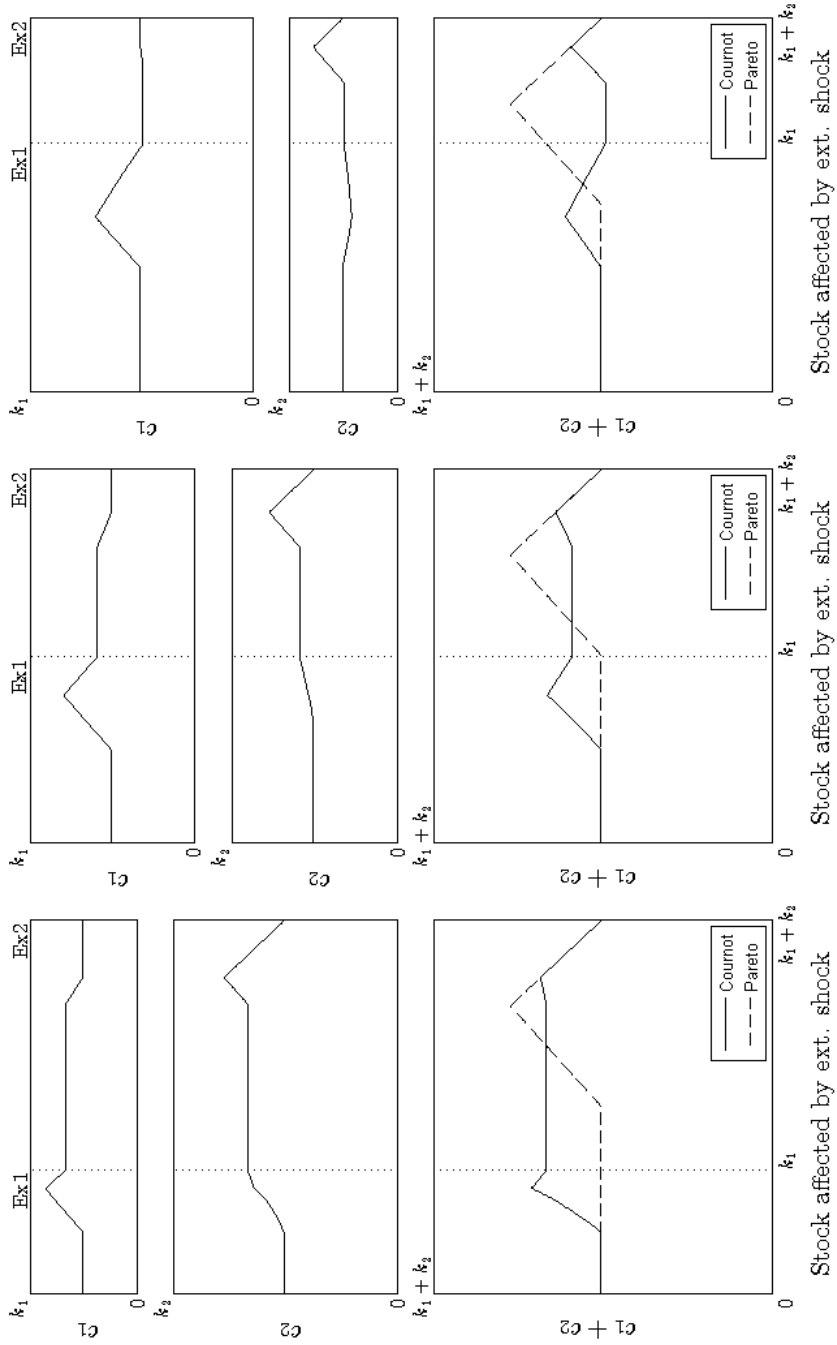 Ex1 Ex2
k₁
c₁
0
k₂
c₂
0
k₁ + k₂
c₁ + c₂
Cournot
Pareto
0 k₁ k₁ + k₂
Stock affected by ext. shock
Ex1 Ex2
k₁
c₁
0
k₂
c₂
0
k₁ + k₂
c₁ + c₂
Cournot
Pareto
0 k₁ k₁ + k₂
Stock affected by ext. shock
Ex1 Ex2
k₁
c₁
0
k₂
c₂
0
k₁ + k₂
c₁ + c₂
Cournot
Pareto
0 k₁ k₁ + k₂
Stock affected by ext. shock